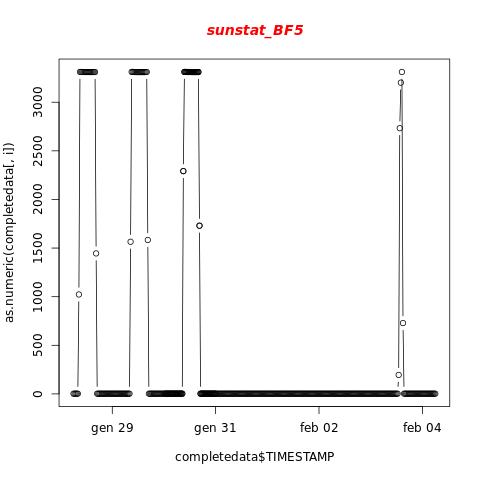 sunstat_BF5
as.numeric(completedata[, i])
3000
2500
2000
1500
1000
500
0
gen 29 gen 31 feb 02 feb 04
completedata$TIMESTAMP